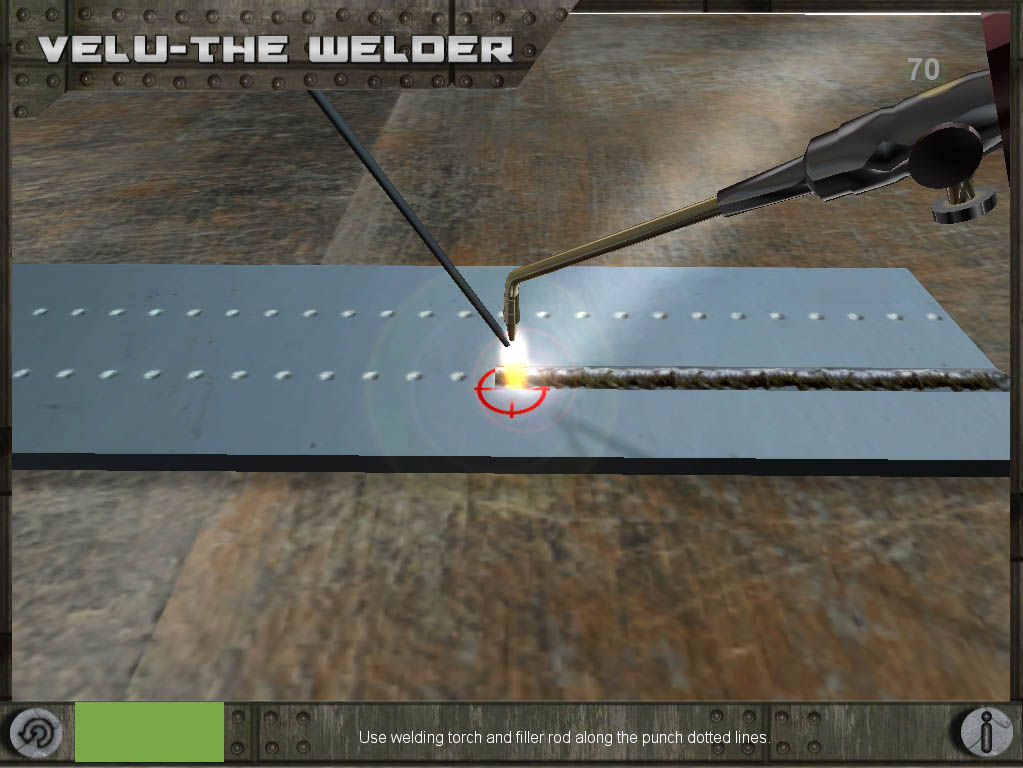 VELU-THE WELDER
70
Use welding torch and filler rod along the punch dotted lines.